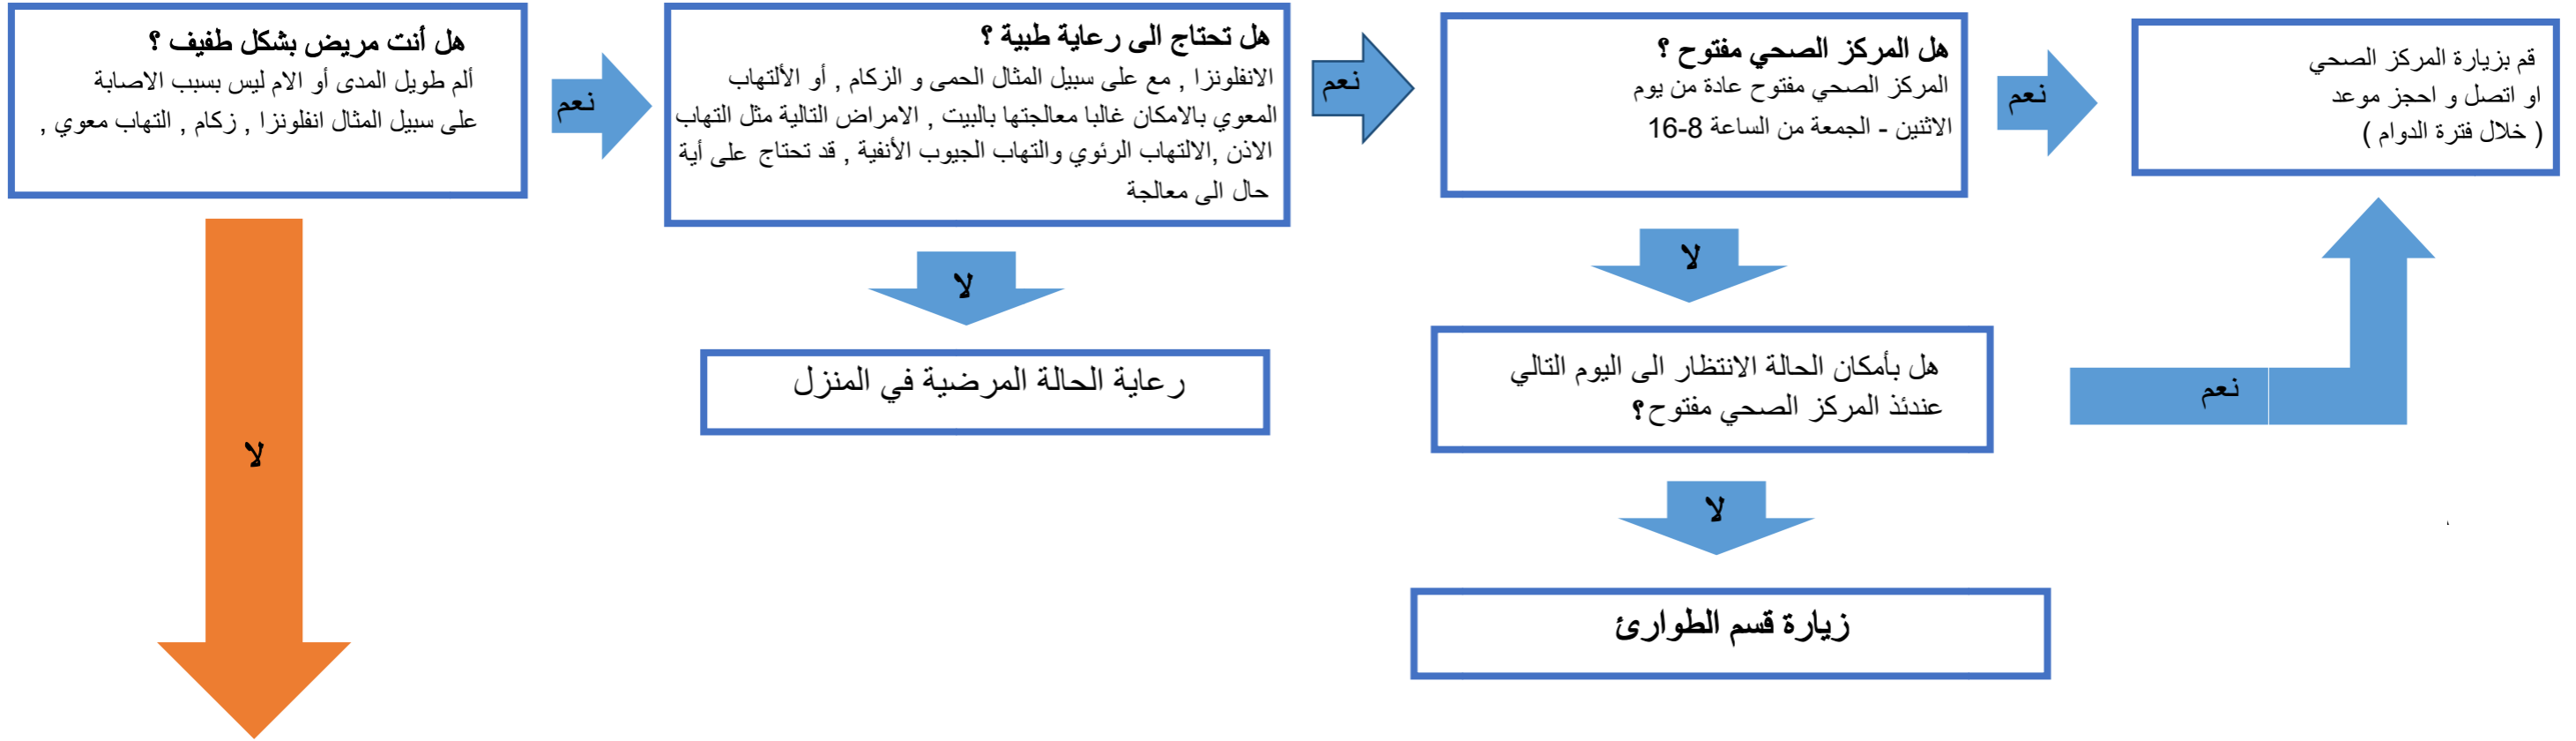 هل أنت مريض بشكل طفيف ؟
ألم طويل المدى أو الام ليس بسبب الاصابة
على سبيل المثال انفلونزا , زكام , التهاب معوي ,
نعم
هل تحتاج الى رعاية طبية ؟
الانفلونزا , مع على سبيل المثال الحمى و الزكام , أو الألتهاب
المعوي بالامكان غالبا معالجتها بالبيت , الامراض التالية مثل التهاب
الاذن ,الالتهاب الرئوي والتهاب الجيوب الأنفية , قد تحتاج على أية
حال الى معالجة
نعم
هل المركز الصحي مفتوح ؟
المركز الصحي مفتوح عادة من يوم
الاثنين - الجمعة من الساعة 8-16
نعم
قم بزيارة المركز الصحي
او اتصل و احجز موعد
( خلال فترة الدوام )
لا
لا
رعاية الحالة المرضية في المنزل
لا
هل بأمكان الحالة الانتظار الى اليوم التالي
عندئذ المركز الصحي مفتوح؟
نعم
لا
زيارة قسم الطوارئ